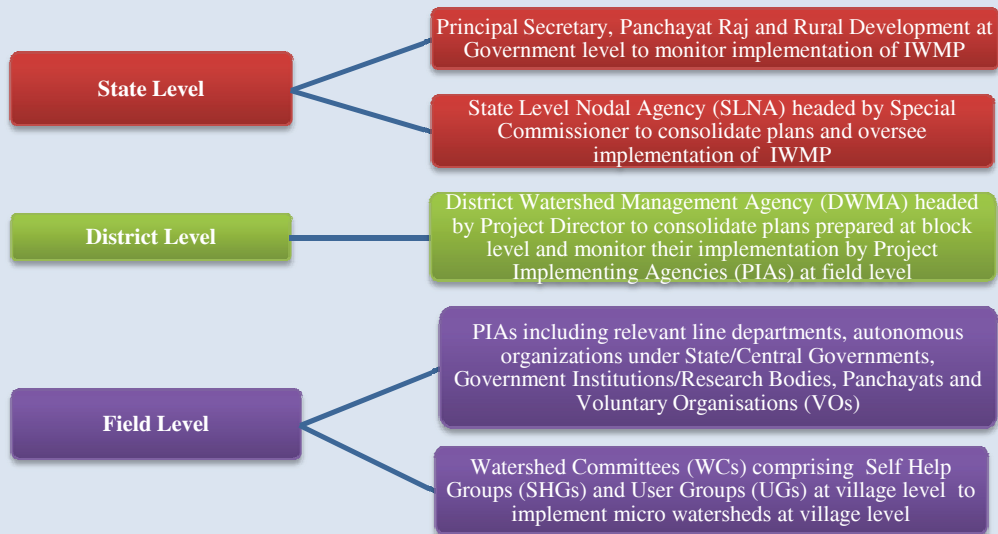 State Level
Principal Secretary, Panchayat Raj and Rural Development at
Government level to monitor implementation of IWMP
State Level Nodal Agency (SLNA) headed by Special
Commissioner to consolidate plans and oversee
implementation of IWMP
District Level
District Watershed Management Agency (DWMA) headed
by Project Director to consolidate plans prepared at block
level and monitor their implementation by Project
Implementing Agencies (PIAs) at field level
Field Level
PIAs including relevant line departments, autonomous
organizations under State/Central Governments,
Government Institutions/Research Bodies, Panchayats and
Voluntary Organisations (VOs)
Watershed Committees (WCs) comprising Self Help
Groups (SHGs) and User Groups (UGs) at village level to
implement micro watersheds at village level